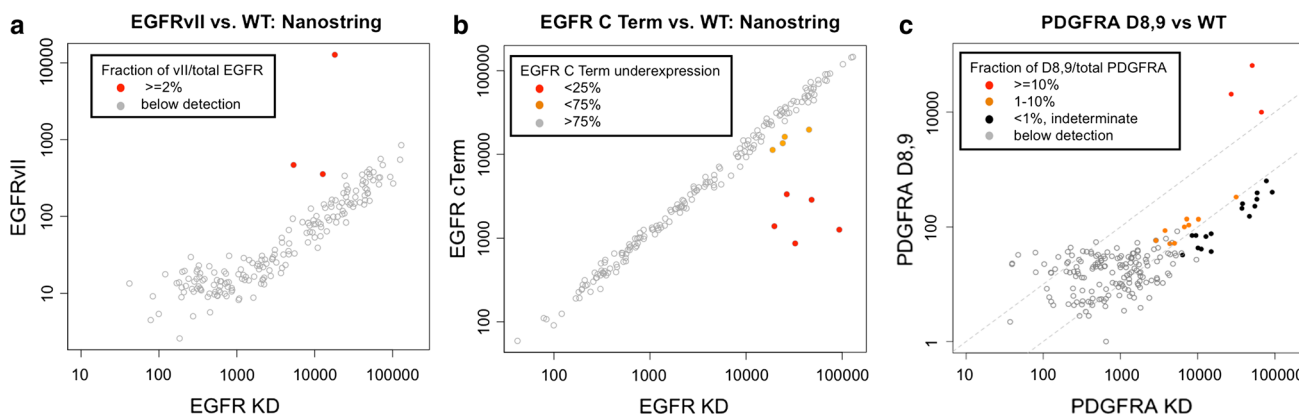 a
EGFRvII vs. WT: Nanostring
Fraction of vII/total EGFR
>=2%
below detection
EGFRvII
10 100 1000 10000
10 100 1000 10000 100000
EGFR KD
b
EGFR C Term vs. WT: Nanostring
EGFR C Term underexpression
<25%
<75%
>75%
EGFR cTerm
100 1000 10000 100000
100 1000 10000 100000
EGFR KD
c
PDGFRA D8,9 vs WT
Fraction of D8,9/total PDGFRA
>=10%
1-10%
<1%, indeterminate
below detection
PDGFRA D8,9
1 100 10000
10 100 1000 10000 100000
PDGFRA KD